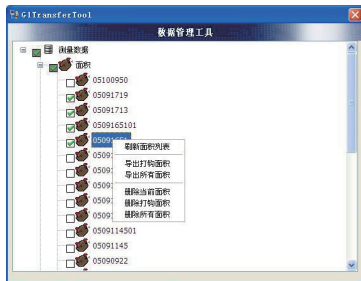 GlTransferTool
数据管理工具
测量数据
面积
05100950
05091719
05091713
0509165101
刷新面积列表
导出打钩面积
导出所有面积
删除当前面积
删除打钩面积
删除所有面积
0509114501
05091145
05090922